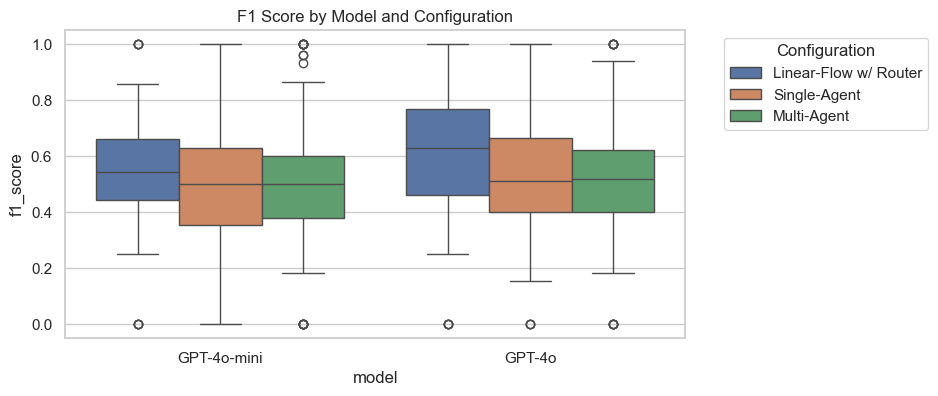 F1 Score by Model and Configuration
1.0
0.8
0.6
0.4
0.2
0.0
f1_score
GPT-4o-mini
GPT-4o
model
Configuration
Linear-Flow w/ Router
Single-Agent
Multi-Agent